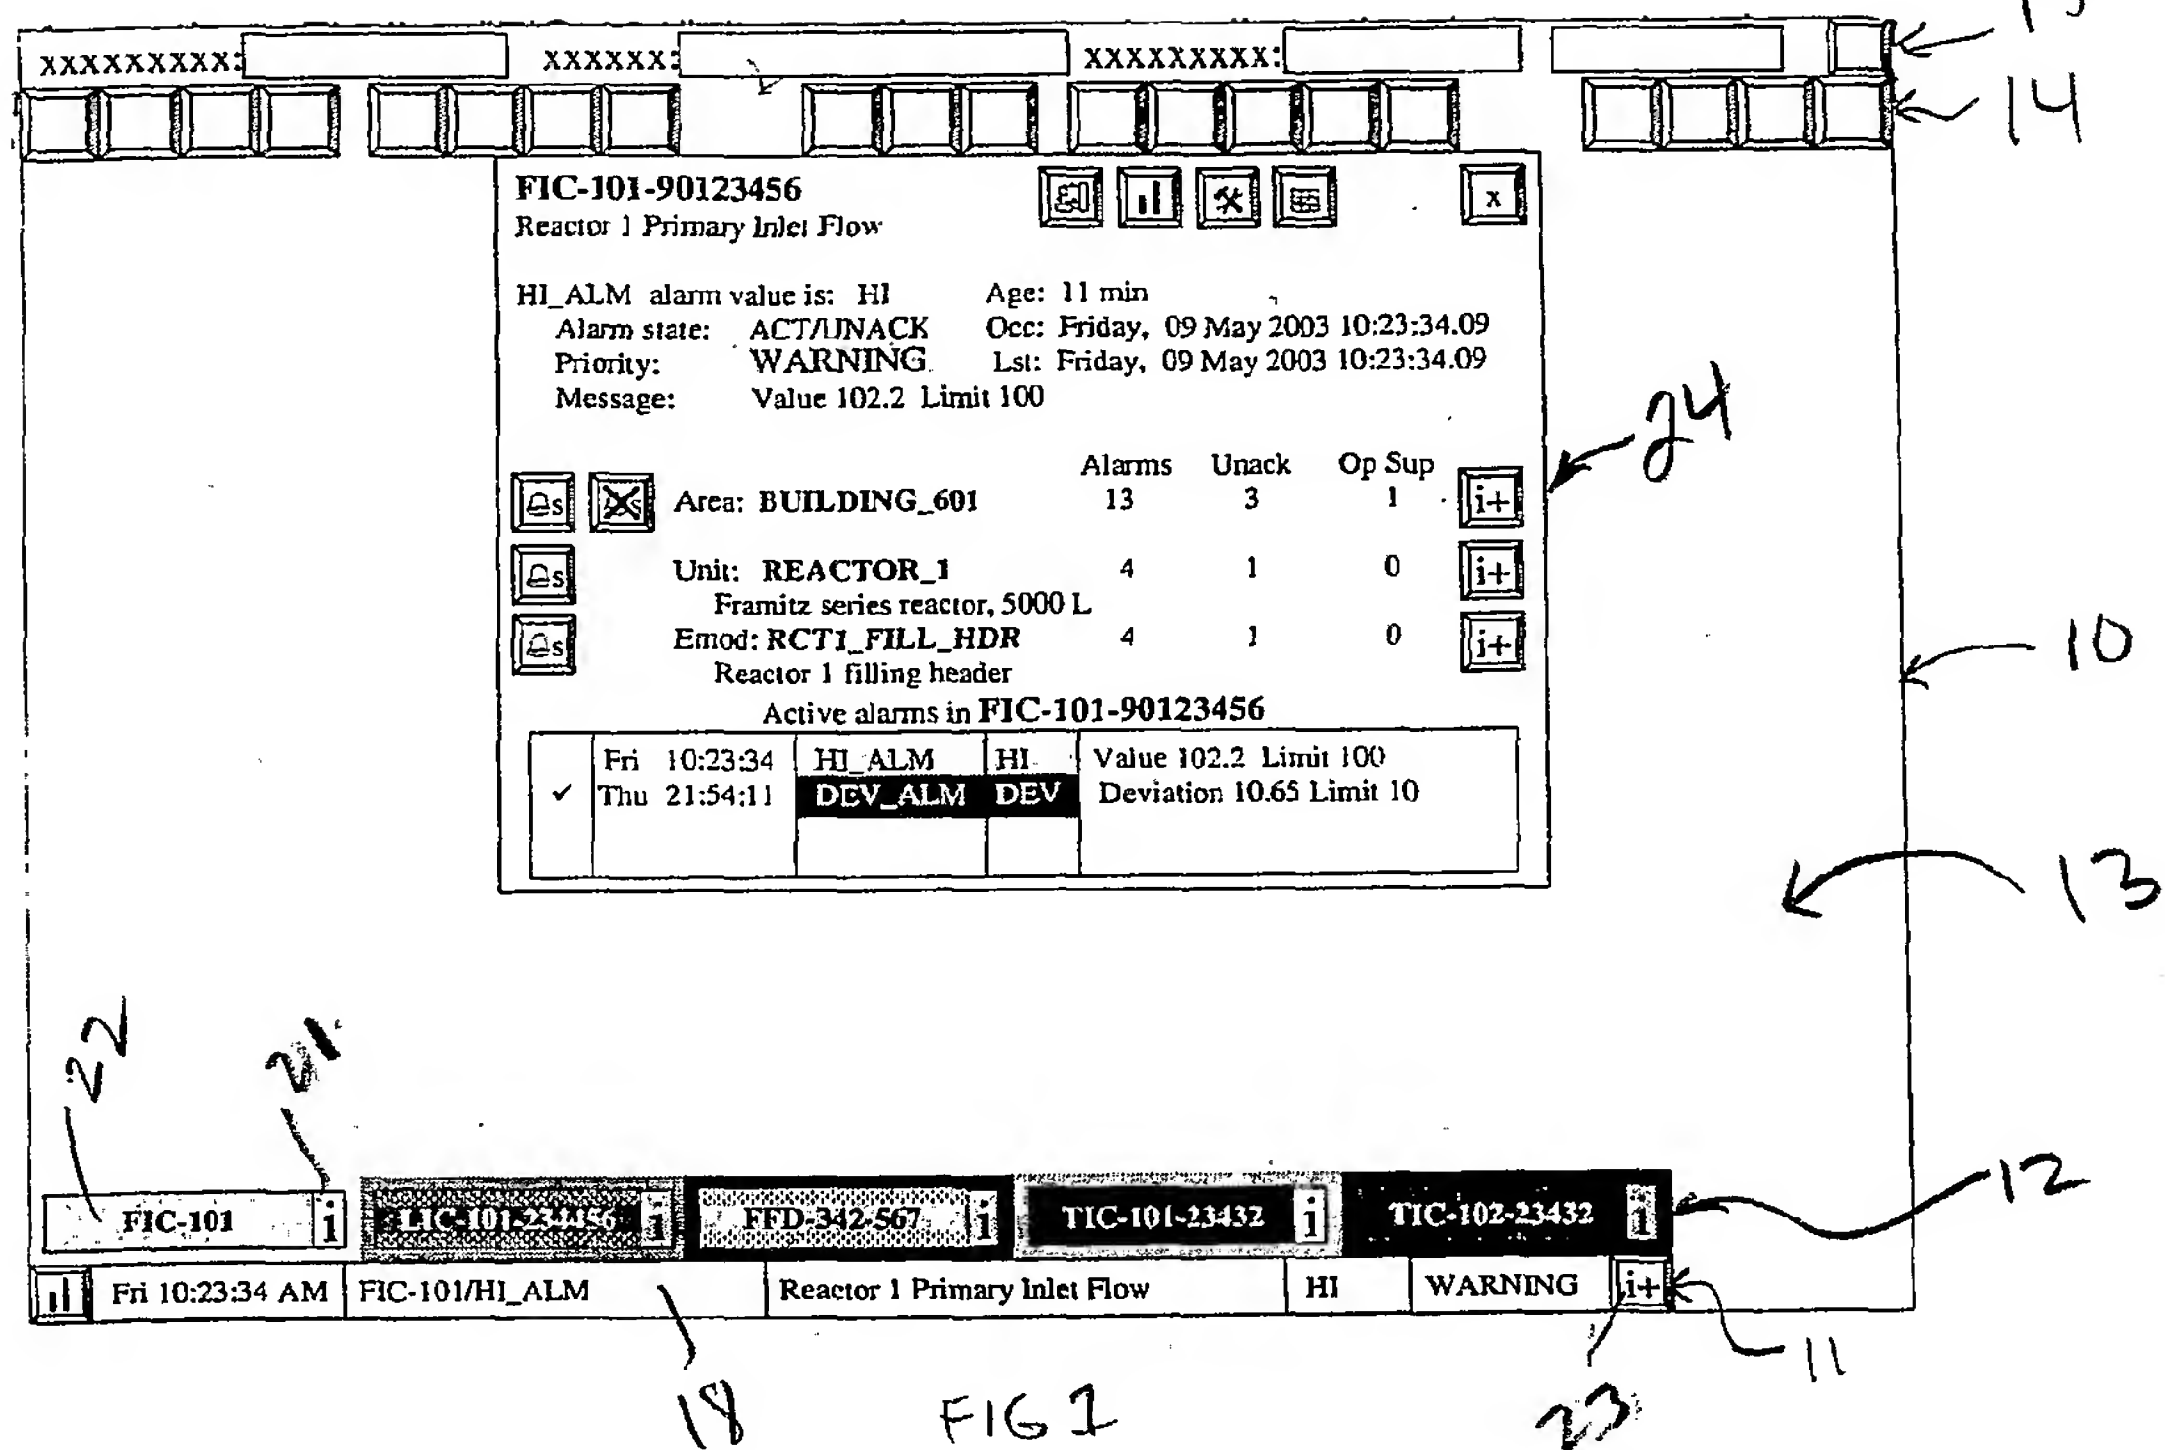 15
xxxxxxxxx: xxxxxx: xxxxxxxxx:
14
FIC-101-90123456 x
Reactor 1 Primary Inlet Flow
HI_ALM alarm value is: HI Age: 11 min
Alarm state: ACT/UNACK Occ: Friday, 09 May 2003 10:23:34.09
Priority: WARNING Lst: Friday, 09 May 2003 10:23:34.09
Message: Value 102.2 Limit 100
24
Alarms Unack Op Sup
s Area: BUILDING_601 13 3 1 i+
s Unit: REACTOR_1 4 1 0 i+
Framitz series reactor, 5000 L
s Emod: RCT1_FILL_HDR 4 1 0 i+
10
Reactor 1 filling header
Active alarms in FIC-101-90123456
Fri 10:23:34 HI_ALM HI Value 102.2 Limit 100
✓ Thu 21:54:11 DEV_ALM DEV Deviation 10.65 Limit 10
13
22 21
12
FIC-101 i LIC-101-234456 i FFD-342-567 i TIC-101-23432 i TIC-102-23432 i
Fri 10:23:34 AM FIC-101/HI_ALM Reactor 1 Primary Inlet Flow HI WARNING i+
11
18 FIG 1 23